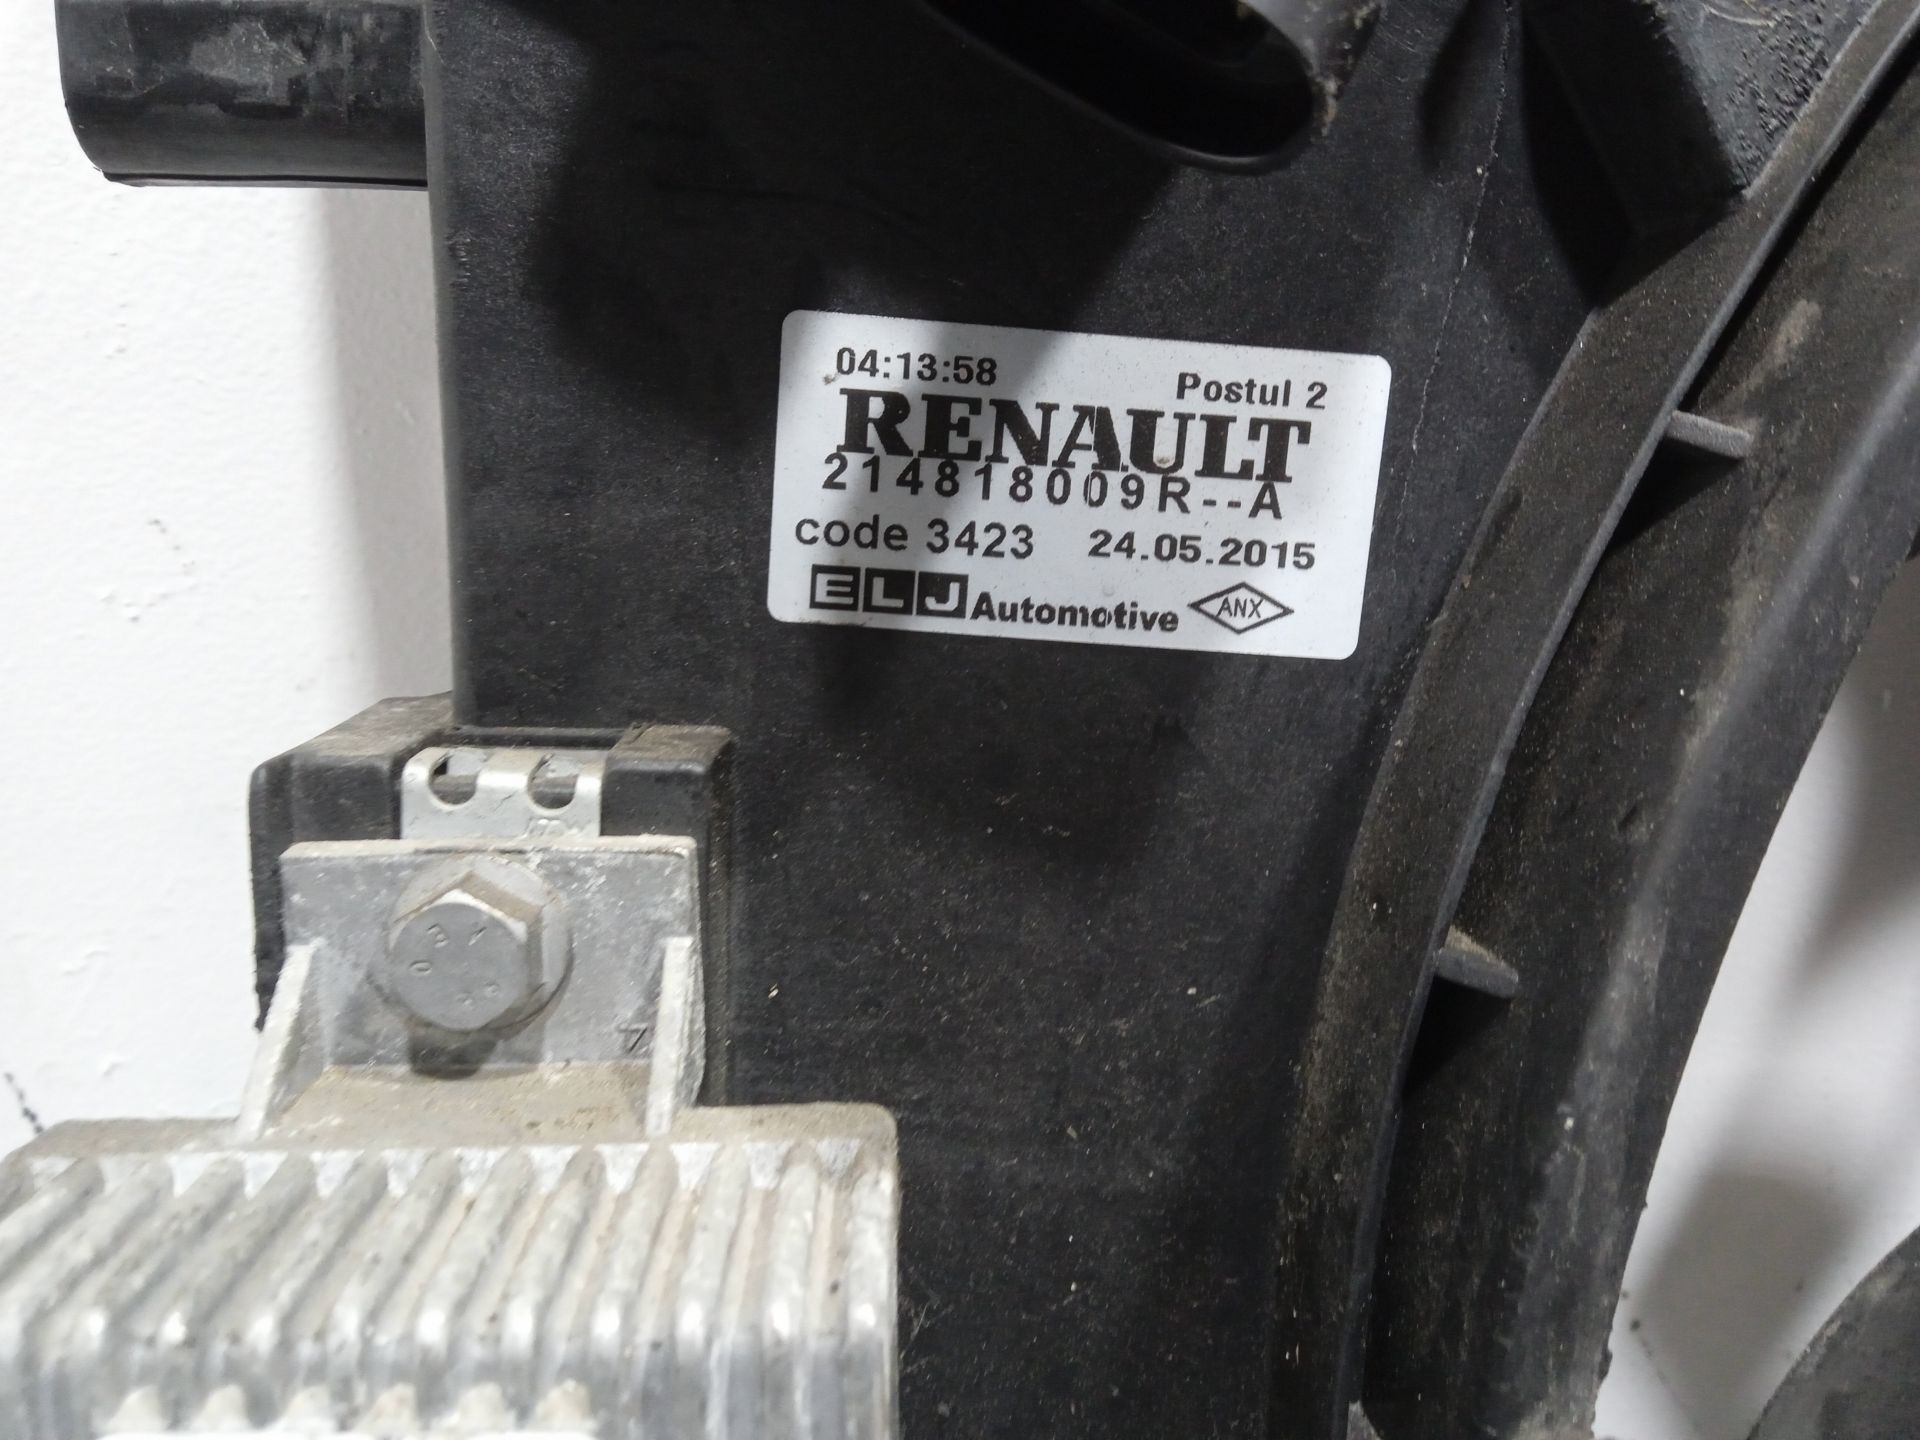 04:13:58
Postul 2
RENAULT
214818009R--A
code 3423 24.05.2015
ELJ Automotive ANX